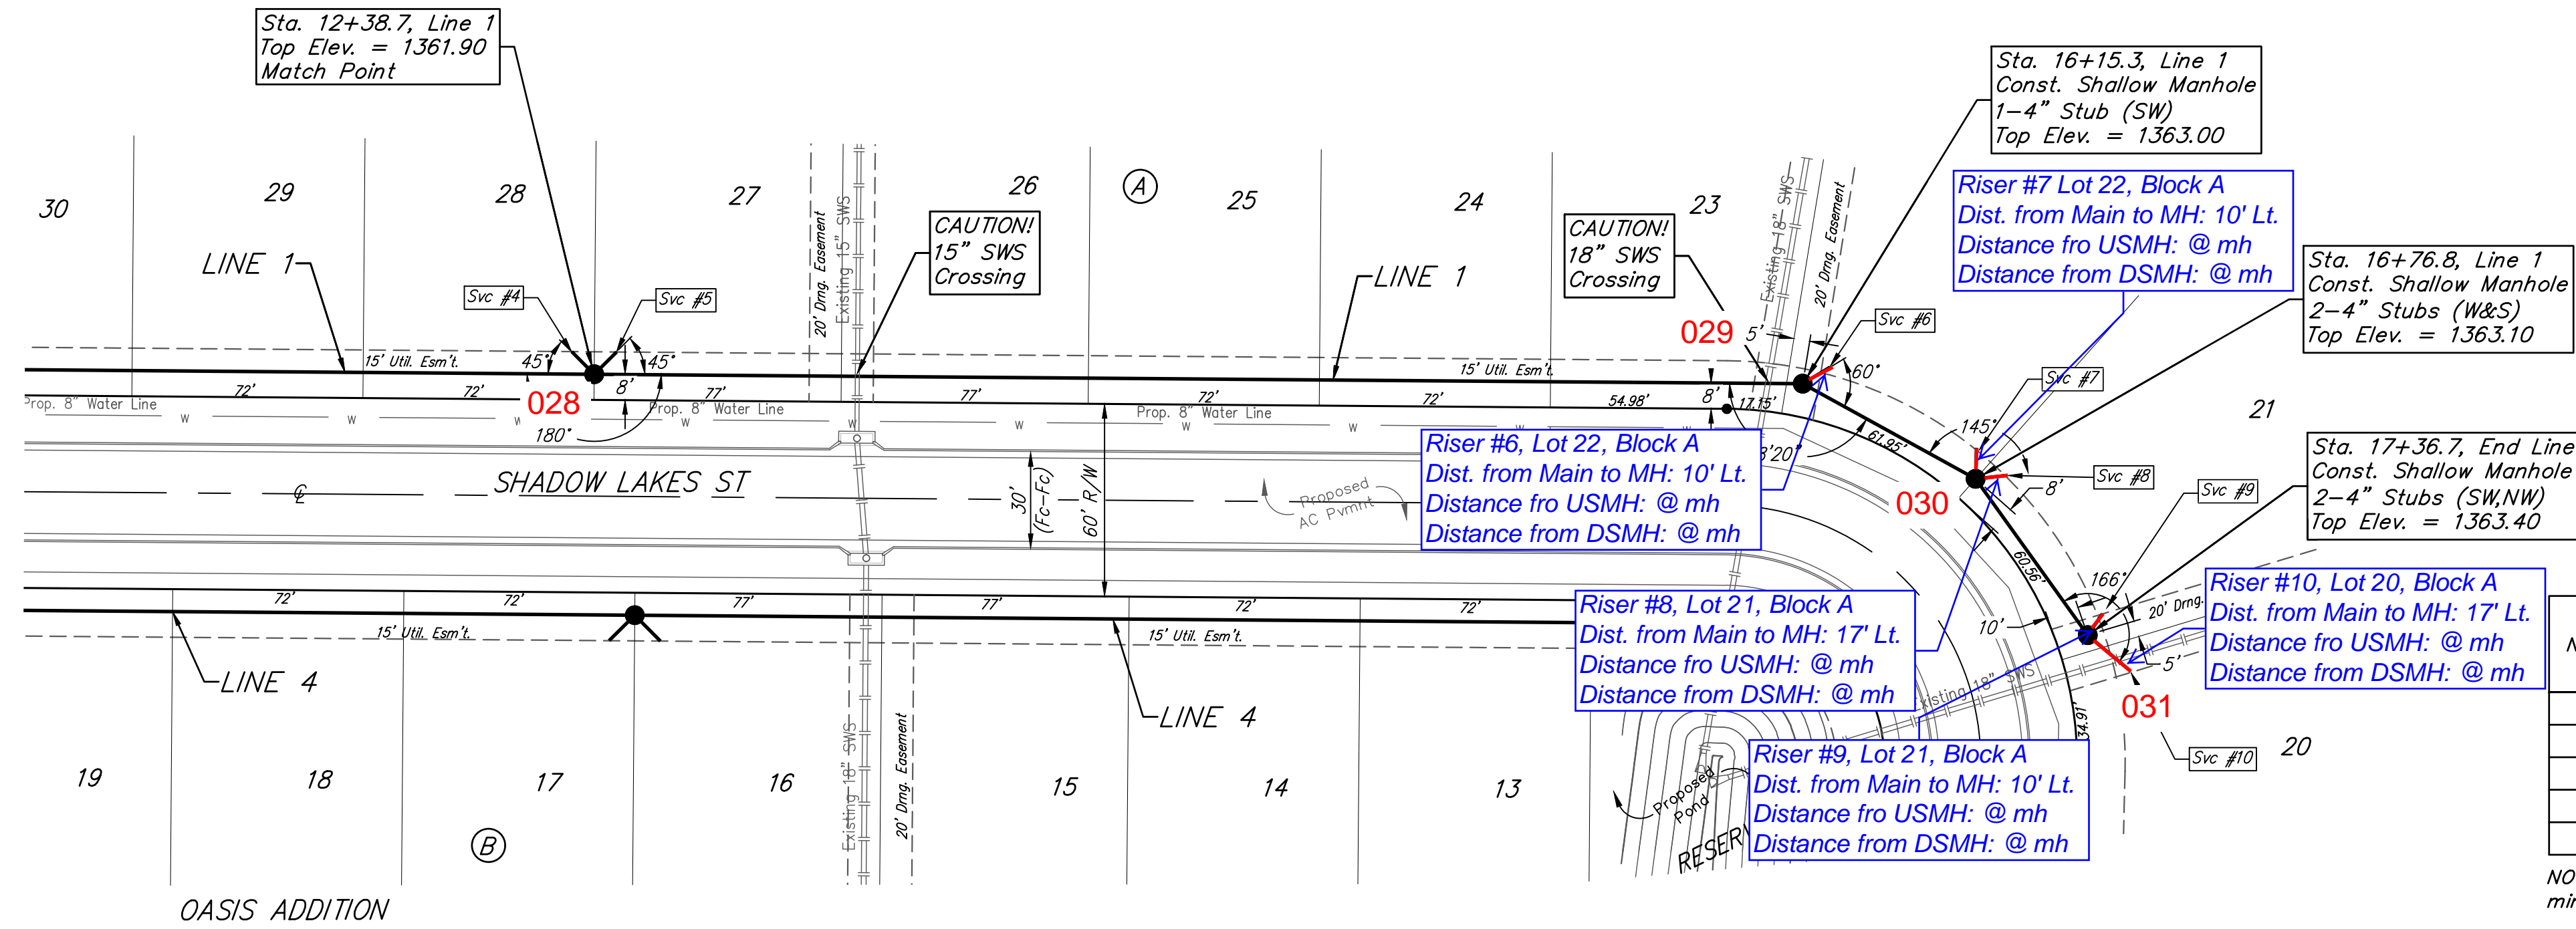 Sta. 12+38.7, Line 1
Top Elev. = 1361.90
Match Point
Sta. 16+15.3, Line 1
Const. Shallow Manhole
1-4" Stub (SW)
Top Elev. = 1363.00
Riser #7 Lot 22, Block A
Dist. from Main to MH: 10' Lt.
Distance fro USMH: @ mh
Distance from DSMH: @ mh
Sta. 16+76.8, Line 1
Const. Shallow Manhole
2-4" Stubs (W&S)
Top Elev. = 1363.10
Sta. 17+36.7, End Line
Const. Shallow Manhole
2-4" Stubs (SW,NW)
Top Elev. = 1363.40
30
29
28
27
26
A
25
24
23
21
20
LINE 1
Svc #4
Svc #5
20' Drng. Easement
Existing 15" SWS
CAUTION!
15" SWS
Crossing
LINE 1
CAUTION!
18" SWS
Crossing
Existing 18" SWS
20' Drng. Easement
029
5'
Svc #6
60°
Svc #7
145°
Svc #8
8'
Svc #9
15' Util. Esm't.
45°
45°
8'
15' Util. Esm't.
72'
72'
77'
77'
72'
72'
54.98'
8'
17.15'
61.95'
Prop. 8" Water Line
028
Prop. 8" Water Line
Prop. 8" Water Line
W
W
W
W
W
W
W
W
180°
Riser #6, Lot 22, Block A
Dist. from Main to MH: 10' Lt.
Distance fro USMH: @ mh
Distance from DSMH: @ mh
3'20"
030
SHADOW LAKES ST
30'
(Fc-Fc)
60' R/W
Proposed
AC Pvmnt
60.56'
166°
20' Drng.
10'
5'
Riser #10, Lot 20, Block A
Dist. from Main to MH: 17' Lt.
Distance fro USMH: @ mh
Distance from DSMH: @ mh
Riser #8, Lot 21, Block A
Dist. from Main to MH: 17' Lt.
Distance fro USMH: @ mh
Distance from DSMH: @ mh
72'
72'
77'
77'
72'
72'
15' Util. Esm't.
15' Util. Esm't.
LINE 4
LINE 4
Existing 18" SWS
20' Drng. Easement
xisting 18" SWS
031
34.91'
Svc #10
19
18
17
16
15
14
13
Riser #9, Lot 21, Block A
Dist. from Main to MH: 10' Lt.
Distance fro USMH: @ mh
Distance from DSMH: @ mh
Proposed
Pond
RESER
B
OASIS ADDITION
N
NO
min